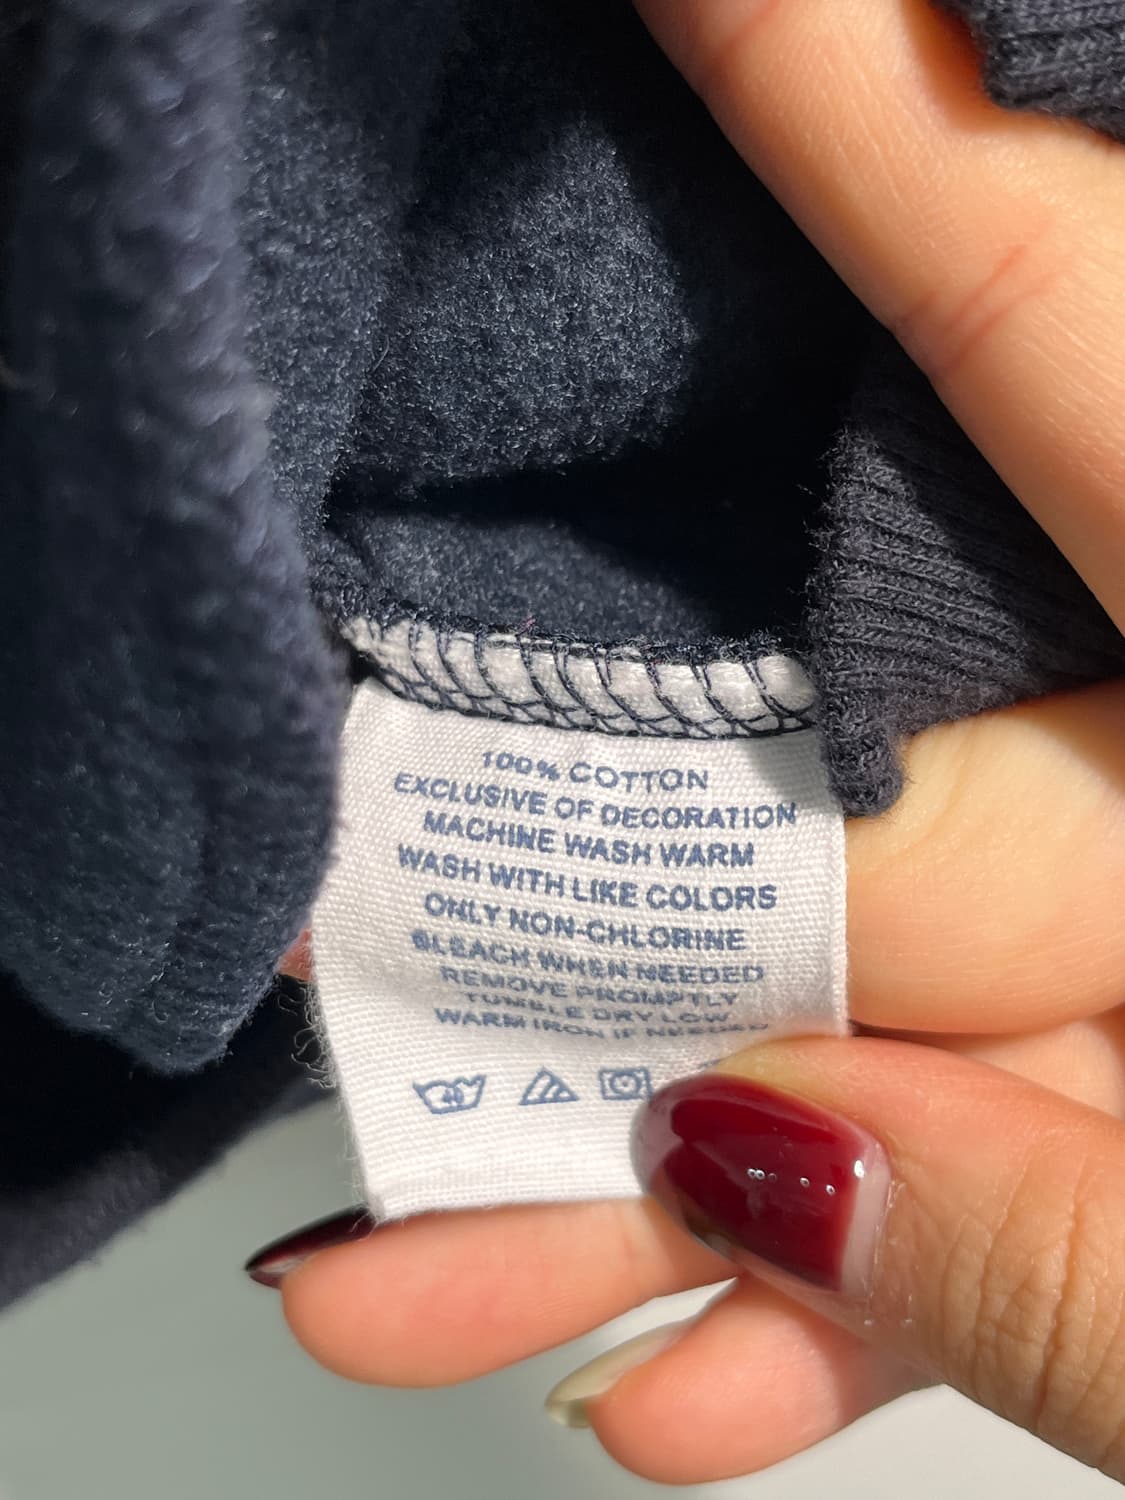 100% COTTON
EXCLUSIVE OF DECORATION
MACHINE WASH WARM
WASH WITH LIKE COLORS
ONLY NON-CHLORINE
BLEACH WHEN NEEDED
REMOVE PROMPTLY
TUMBLE DRY LOW
WARM IRON IF NEEDED
40